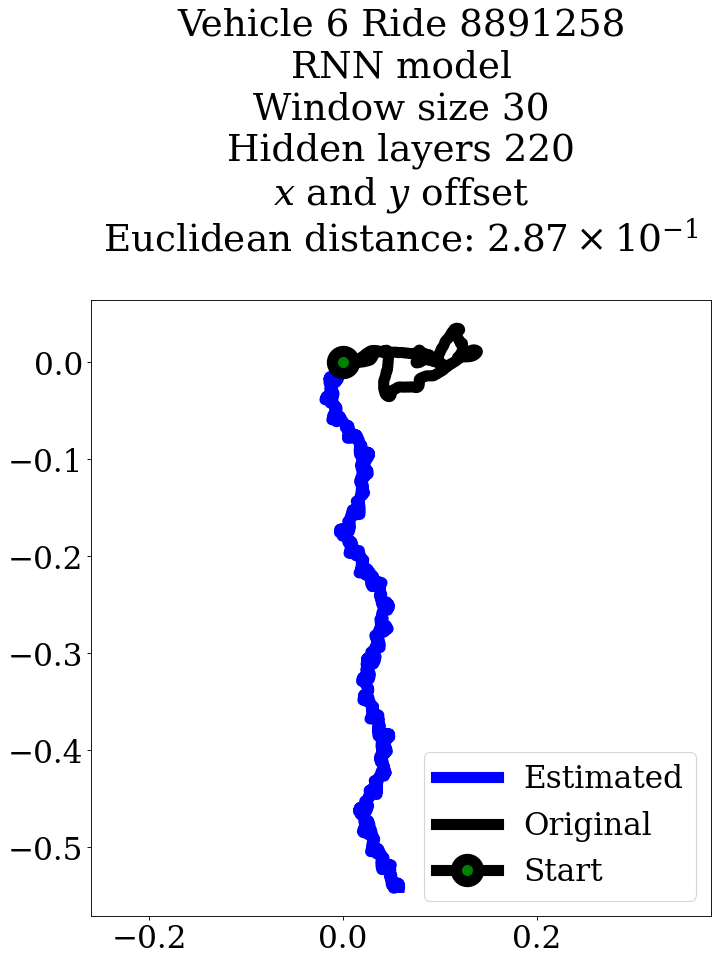 Vehicle 6 Ride 8891258
RNN model
Window size 30
Hidden layers 220
x and y offset
Euclidean distance: 2.87 × 10⁻¹
0.0
−0.1
−0.2
−0.3
−0.4
−0.5
−0.2 0.0 0.2
Estimated
Original
Start